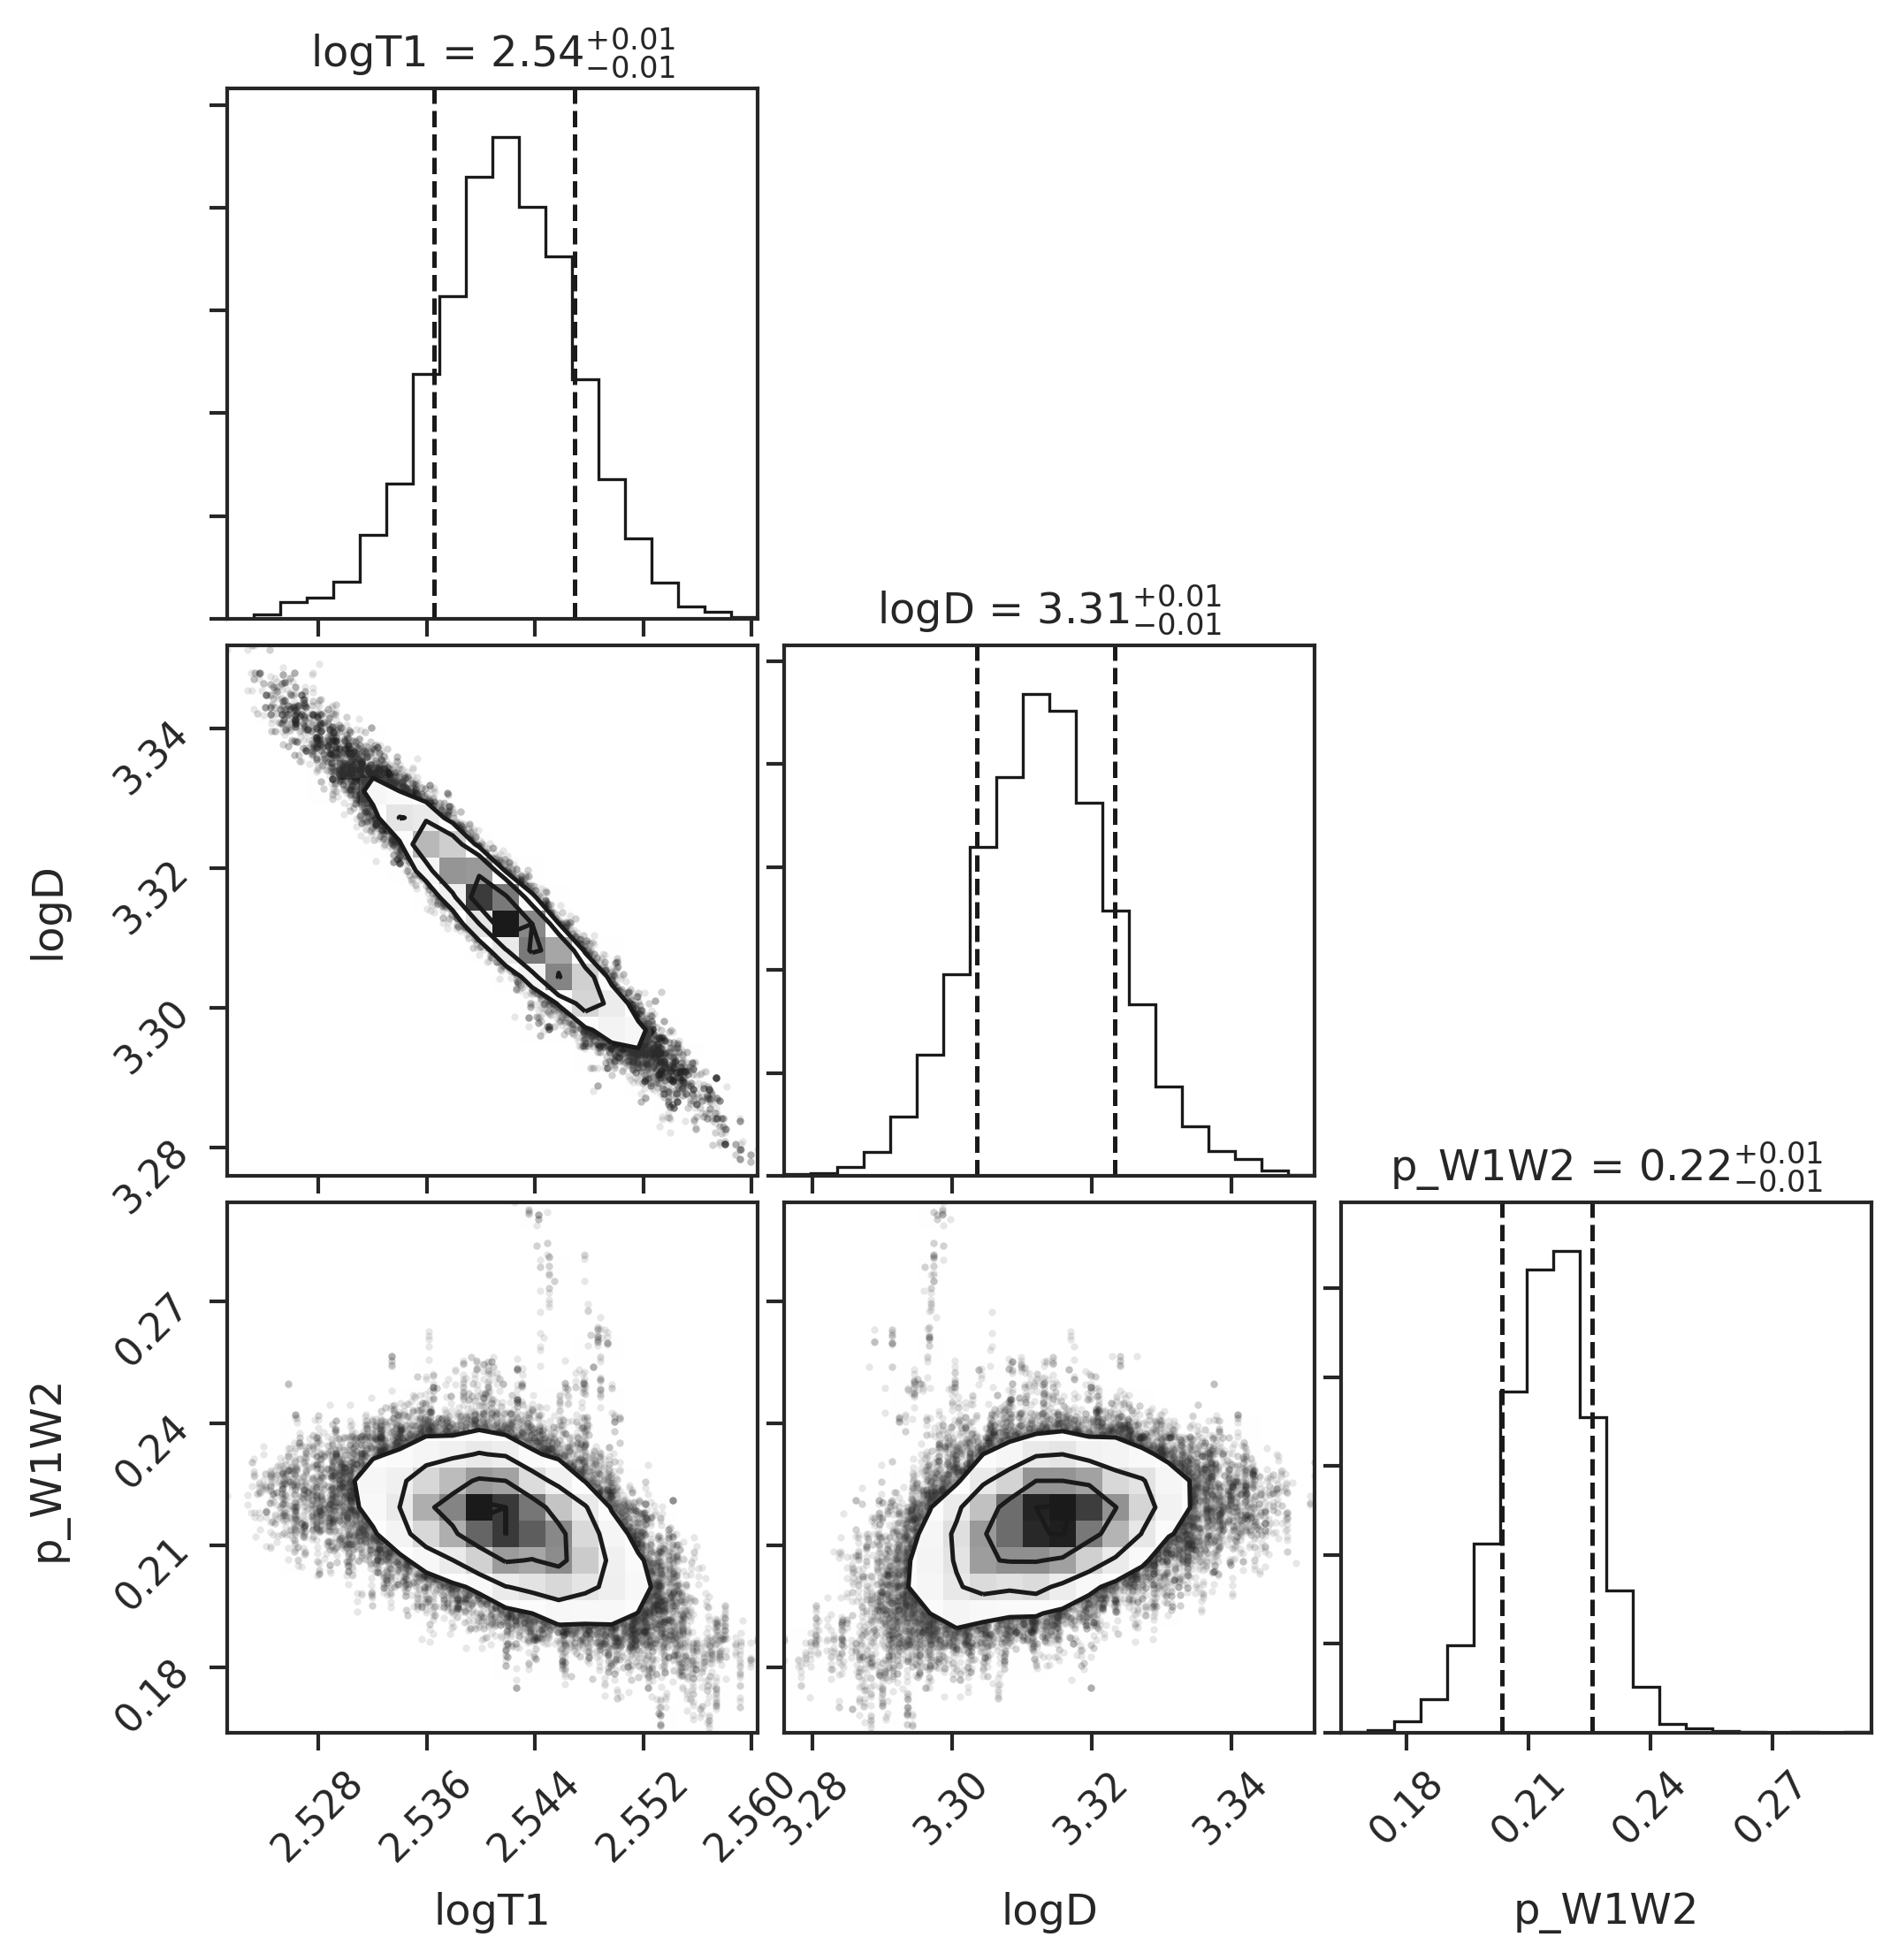 logT1 = 2.54 +0.01 −0.01
logD = 3.31 +0.01 −0.01
3.34
3.32
3.30
3.28
logD
p_W1W2 = 0.22 +0.01 −0.01
0.27
0.24
0.21
0.18
p_W1W2
2.528 2.536 2.544 2.552 2.560 3.28 3.30 3.32 3.34 0.18 0.21 0.24 0.27
logT1 logD p_W1W2